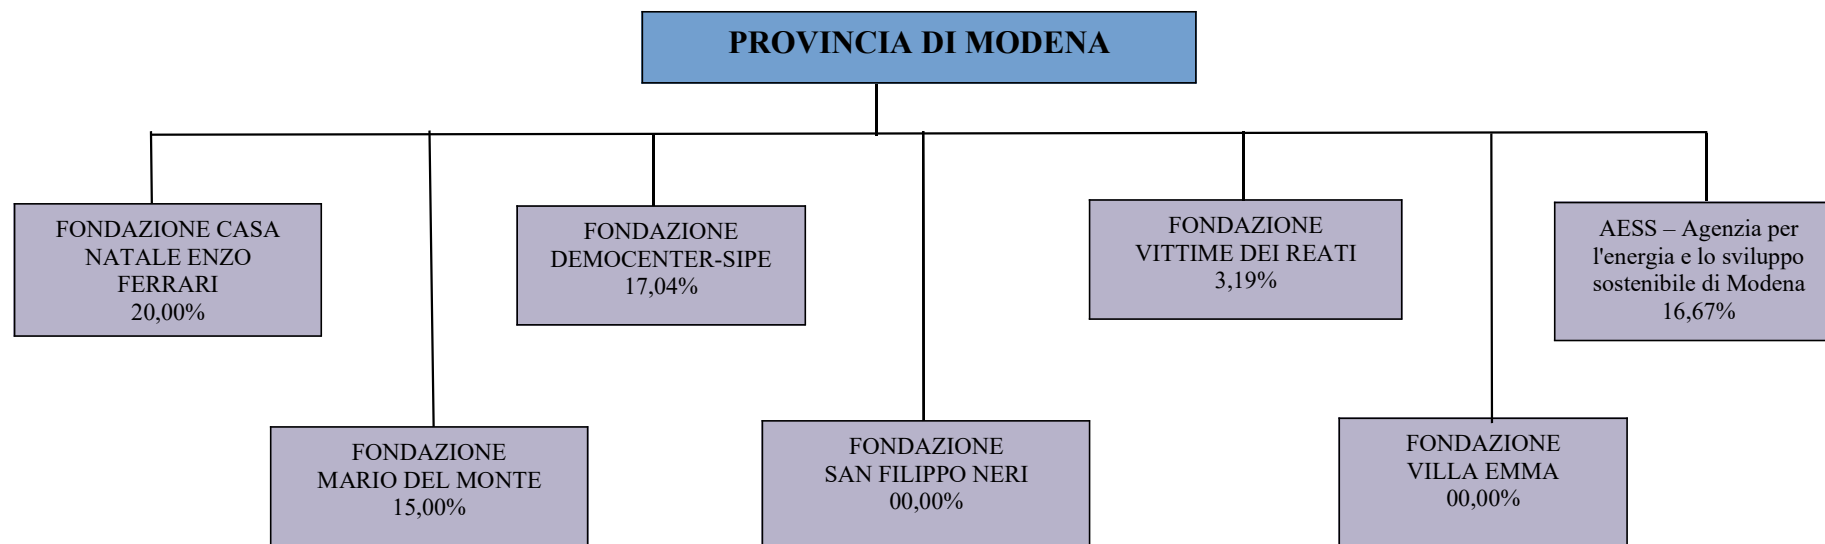 PROVINCIA DI MODENA
FONDAZIONE CASA
NATALE ENZO
FERRARI
20,00%
FONDAZIONE
DEMOCENTER-SIPE
17,04%
FONDAZIONE
VITTIME DEI REATI
3,19%
AESS – Agenzia per
l'energia e lo sviluppo
sostenibile di Modena
16,67%
FONDAZIONE
MARIO DEL MONTE
15,00%
FONDAZIONE
SAN FILIPPO NERI
00,00%
FONDAZIONE
VILLA EMMA
00,00%